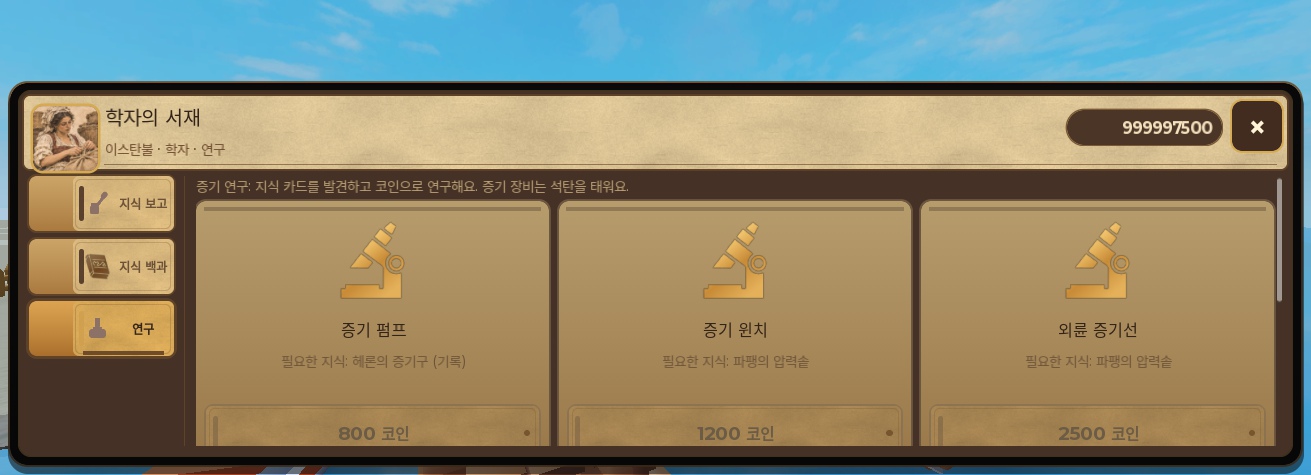 학자의 서재
이스탄불 · 학자 · 연구
999997500
×
지식 보고
지식 백과
연구
증기 연구: 지식 카드를 발견하고 코인으로 연구해요. 증기 장비는 석탄을 태워요.
증기 펌프
필요한 지식: 헤론의 증기구 (기록)
800 코인
증기 윈치
필요한 지식: 파팽의 압력솥
1200 코인
외륜 증기선
필요한 지식: 파팽의 압력솥
2500 코인